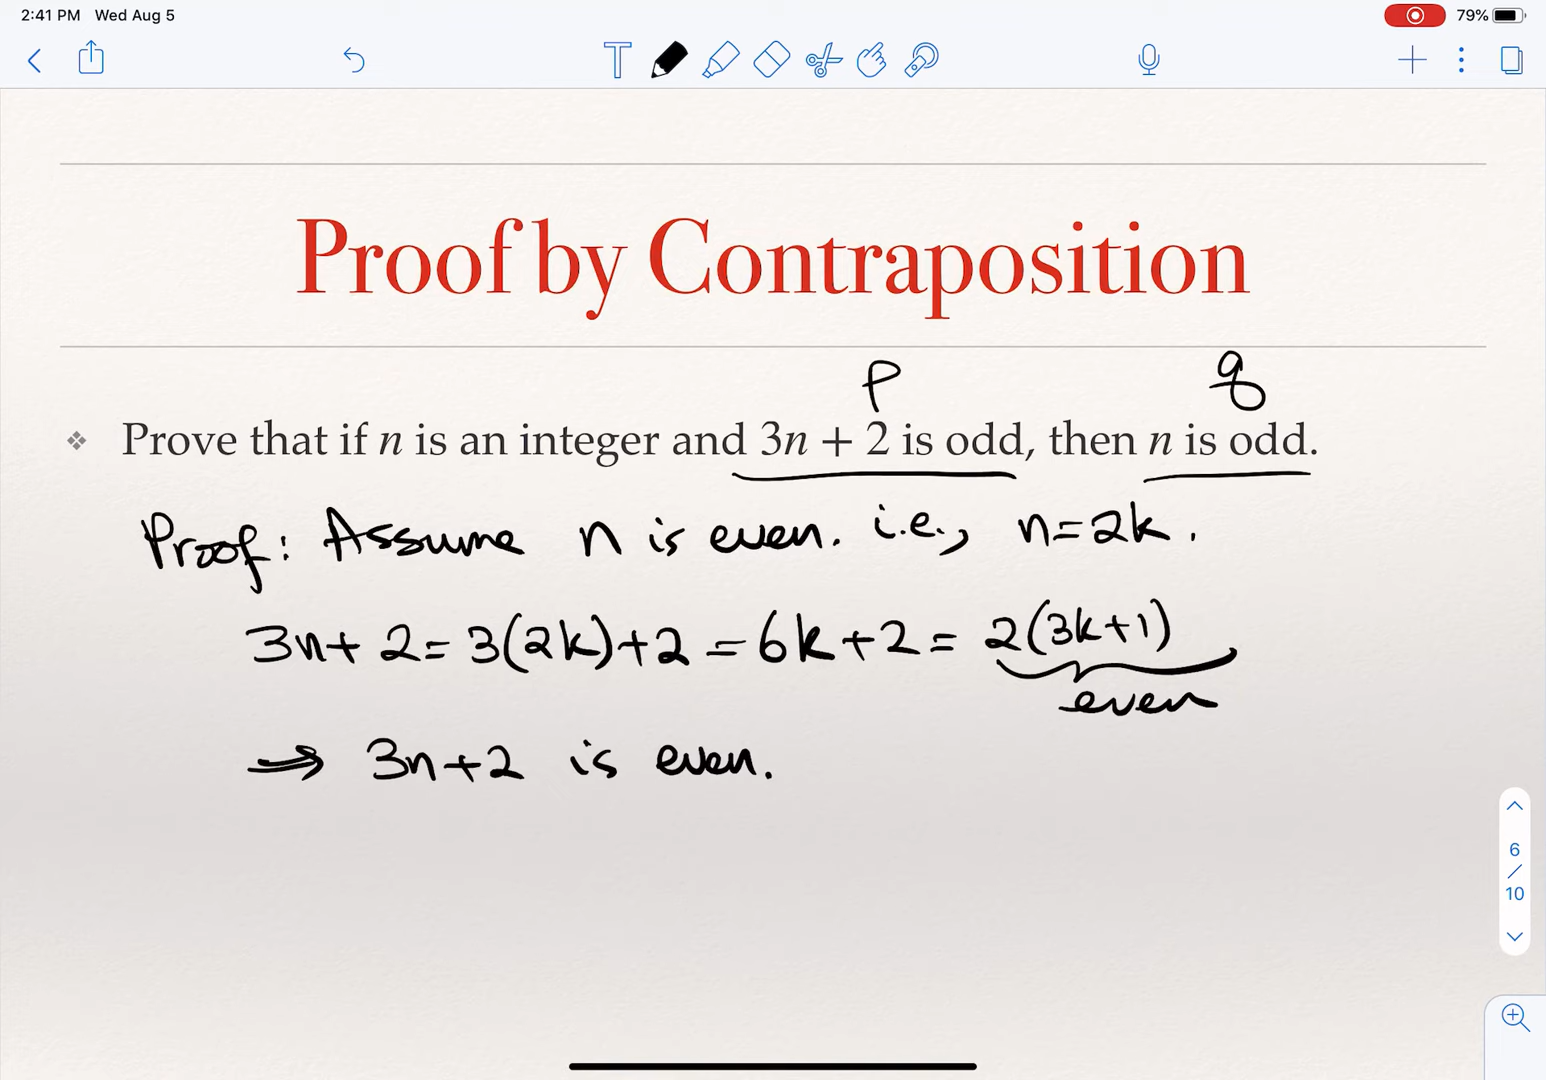 2:41 PM Wed Aug 5
79%
T
Proof by Contraposition
p q
❖ Prove that if n is an integer and 3n + 2 is odd, then n is odd.
Proof: Assume n is even. i.e., n=2k.
3n+2=3(2k)+2=6k+2=2(3k+1)
even
⇒ 3n+2 is even.
6
/
10